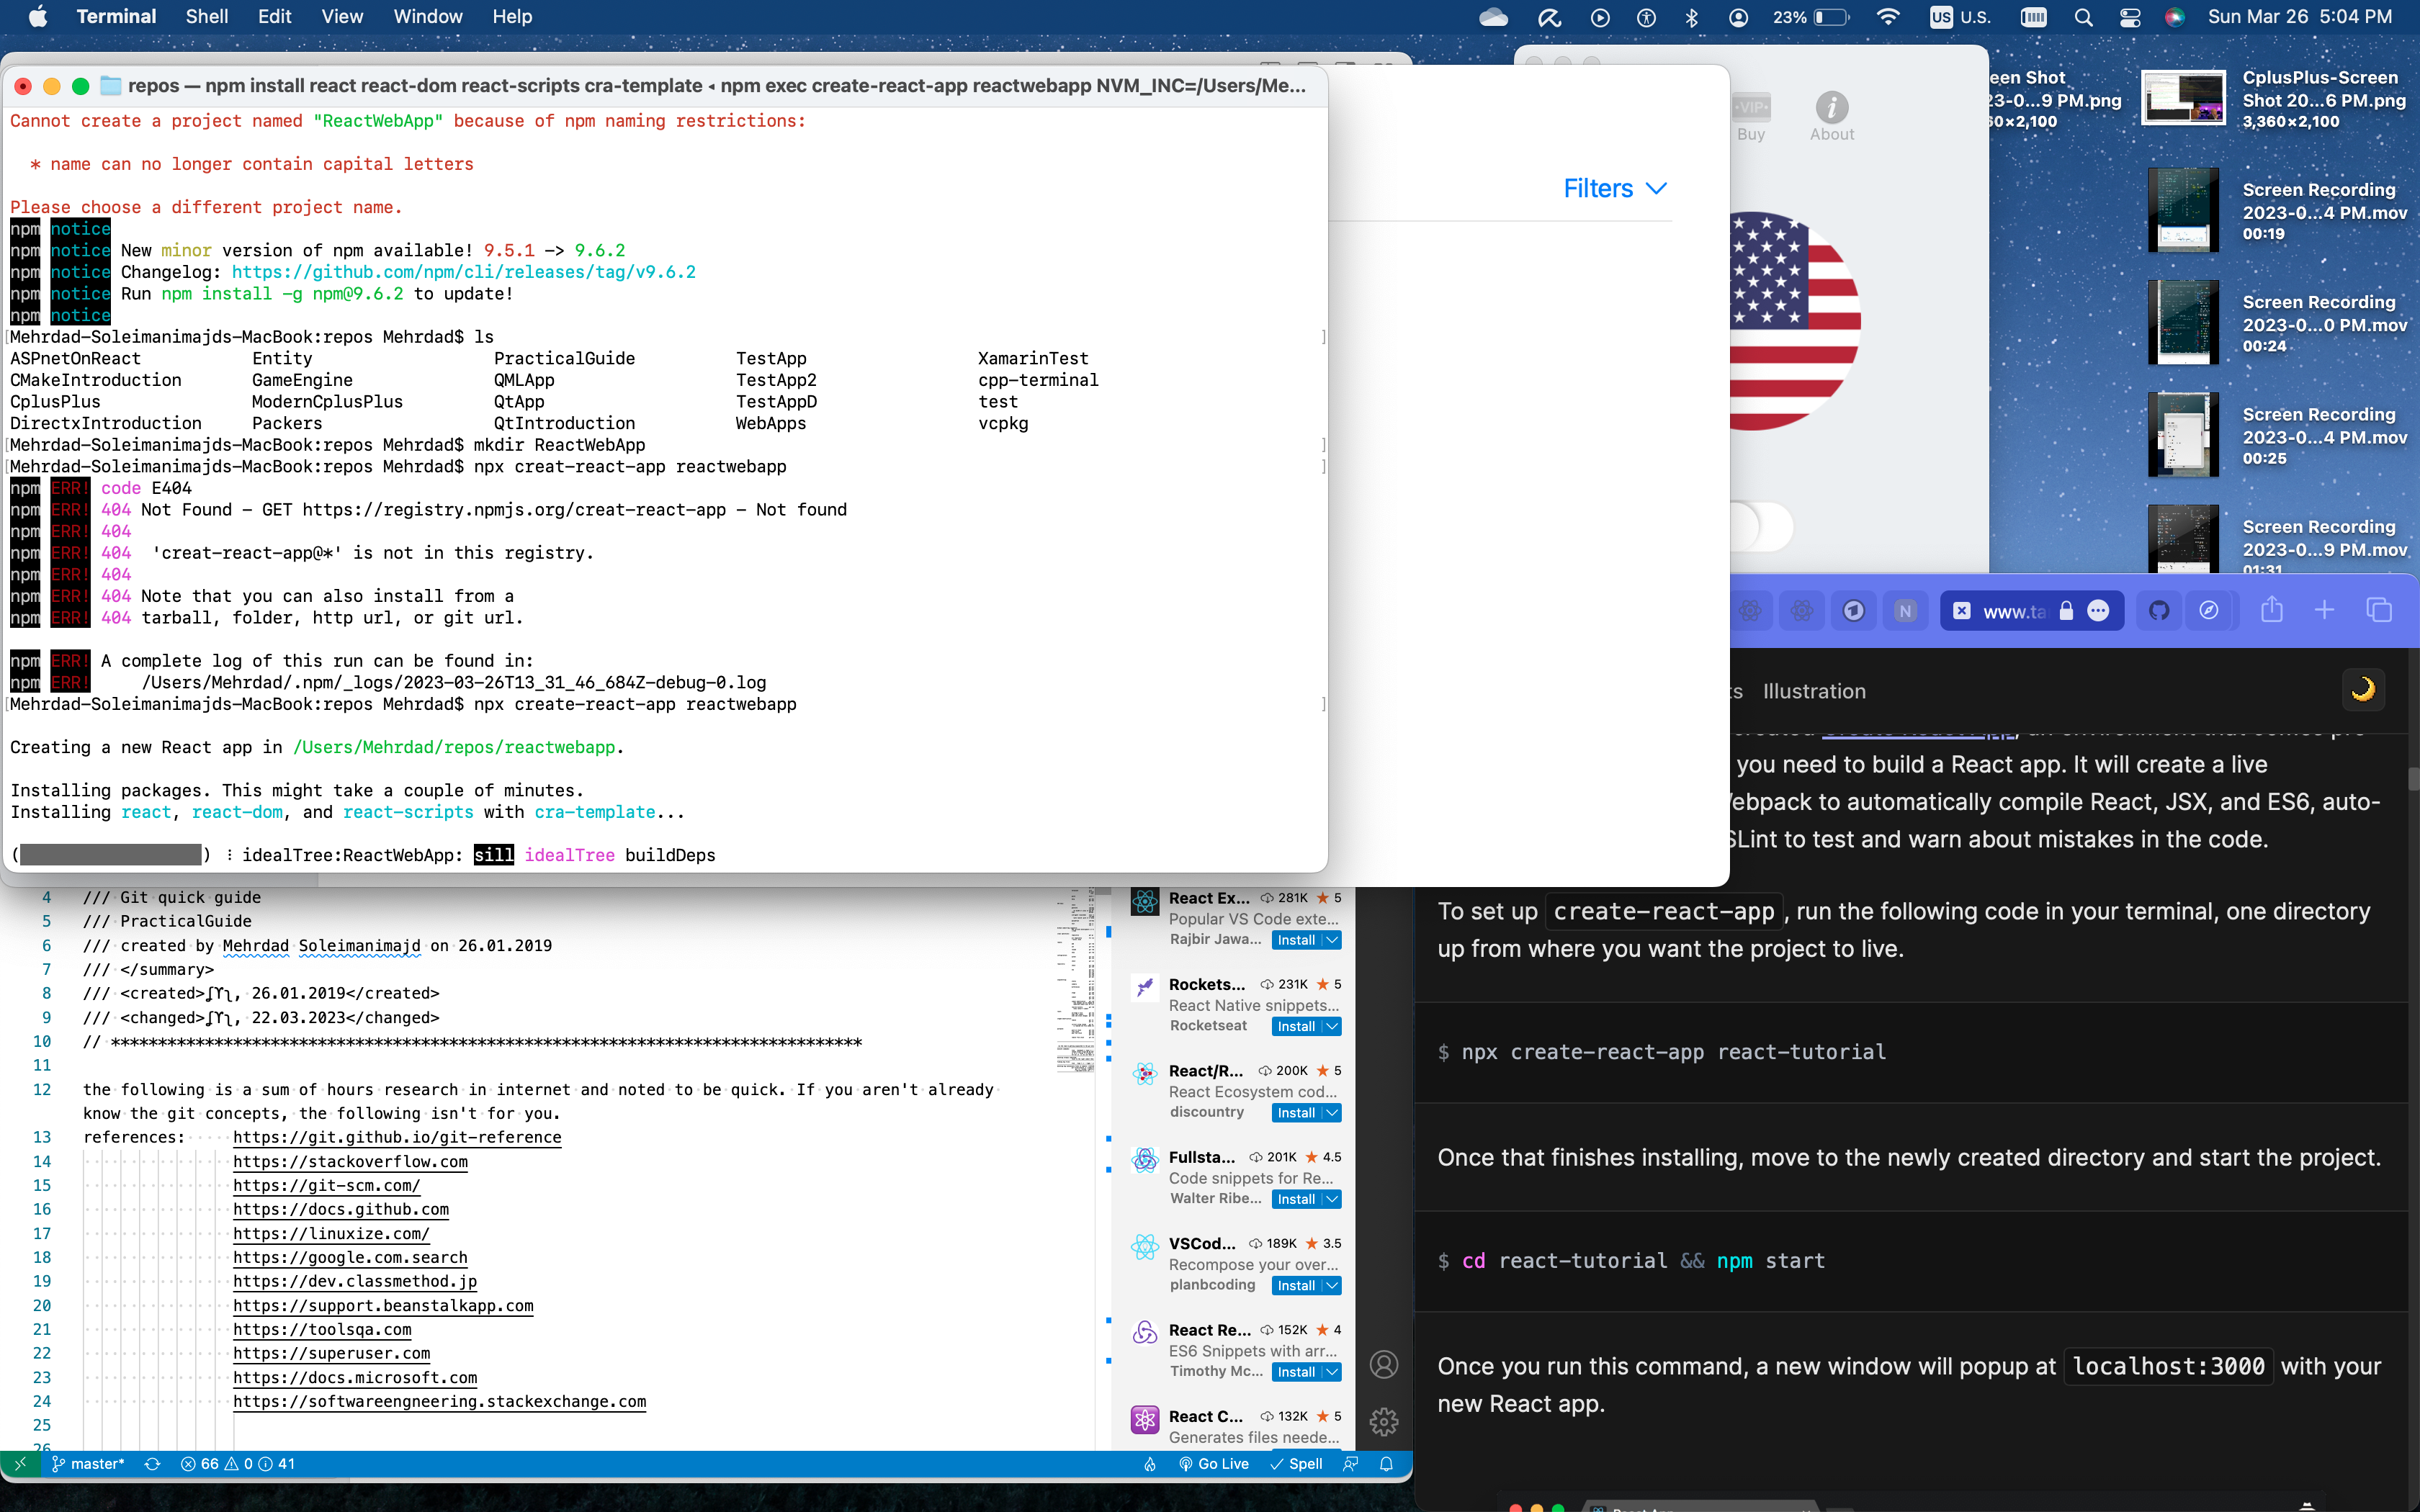 Terminal Shell Edit View Window Help
23% US U.S. Sun Mar 26 5:04 PM
repos — npm install react react-dom react-scripts cra-template ◂ npm exec create-react-app reactwebapp NVM_INC=/Users/Me...
Cannot create a project named "ReactWebApp" because of npm naming restrictions:
* name can no longer contain capital letters
Please choose a different project name.
npm notice
npm notice New minor version of npm available! 9.5.1 -> 9.6.2
npm notice Changelog: https://github.com/npm/cli/releases/tag/v9.6.2
npm notice Run npm install -g npm@9.6.2 to update!
npm notice
[Mehrdad-Soleimanimajds-MacBook:repos Mehrdad$ ls ]
ASPnetOnReact Entity PracticalGuide TestApp XamarinTest
CMakeIntroduction GameEngine QMLApp TestApp2 cpp-terminal
CplusPlus ModernCplusPlus QtApp TestAppD test
DirectxIntroduction Packers QtIntroduction WebApps vcpkg
[Mehrdad-Soleimanimajds-MacBook:repos Mehrdad$ mkdir ReactWebApp ]
[Mehrdad-Soleimanimajds-MacBook:repos Mehrdad$ npx creat-react-app reactwebapp ]
npm ERR! code E404
npm ERR! 404 Not Found - GET https://registry.npmjs.org/creat-react-app - Not found
npm ERR! 404
npm ERR! 404 'creat-react-app@*' is not in this registry.
npm ERR! 404
npm ERR! 404 Note that you can also install from a
npm ERR! 404 tarball, folder, http url, or git url.
npm ERR! A complete log of this run can be found in:
npm ERR! /Users/Mehrdad/.npm/_logs/2023-03-26T13_31_46_684Z-debug-0.log
[Mehrdad-Soleimanimajds-MacBook:repos Mehrdad$ npx create-react-app reactwebapp ]
Creating a new React app in /Users/Mehrdad/repos/reactwebapp.
Installing packages. This might take a couple of minutes.
Installing react, react-dom, and react-scripts with cra-template...
( ) ⋮ idealTree:ReactWebApp: sill idealTree buildDeps
Filters
VIP
Buy
About
een Shot
23-0...9 PM.png
60×2,100
CplusPlus-Screen
Shot 20...6 PM.png
3,360×2,100
Screen Recording
2023-0...4 PM.mov
00:19
Screen Recording
2023-0...0 PM.mov
00:24
Screen Recording
2023-0...4 PM.mov
00:25
Screen Recording
2023-0...9 PM.mov
01:31
N
www.ta
ts Illustration
you need to build a React app. It will create a live
ebpack to automatically compile React, JSX, and ES6, auto-
SLint to test and warn about mistakes in the code.
To set up create-react-app, run the following code in your terminal, one directory
up from where you want the project to live.
$ npx create-react-app react-tutorial
Once that finishes installing, move to the newly created directory and start the project.
$ cd react-tutorial && npm start
Once you run this command, a new window will popup at localhost:3000 with your
new React app.
React App
4 /// Git quick guide
5 /// PracticalGuide
6 /// created by Mehrdad Soleimanimajd on 26.01.2019
7 /// </summary>
8 /// <created>ʆϒʅ, 26.01.2019</created>
9 /// <changed>ʆϒʅ, 22.03.2023</changed>
10 // ********************************************************************************
11
12 the following is a sum of hours research in internet and noted to be quick. If you aren't already
know the git concepts, the following isn't for you.
13 references: https://git.github.io/git-reference
14 https://stackoverflow.com
15 https://git-scm.com/
16 https://docs.github.com
17 https://linuxize.com/
18 https://google.com.search
19 https://dev.classmethod.jp
20 https://support.beanstalkapp.com
21 https://toolsqa.com
22 https://superuser.com
23 https://docs.microsoft.com
24 https://softwareengneering.stackexchange.com
25
26
React Ex... 281K ★ 5
Popular VS Code exte...
Rajbir Jawa... Install
Rockets... 231K ★ 5
React Native snippets...
Rocketseat Install
React/R... 200K ★ 5
React Ecosystem cod...
discountry Install
Fullsta... 201K ★ 4.5
Code snippets for Re...
Walter Ribe... Install
VSCod... 189K ★ 3.5
Recompose your over...
planbcoding Install
React Re... 152K ★ 4
ES6 Snippets with arr...
Timothy Mc... Install
React C... 132K ★ 5
Generates files neede...
master* 66 0 41 Go Live Spell